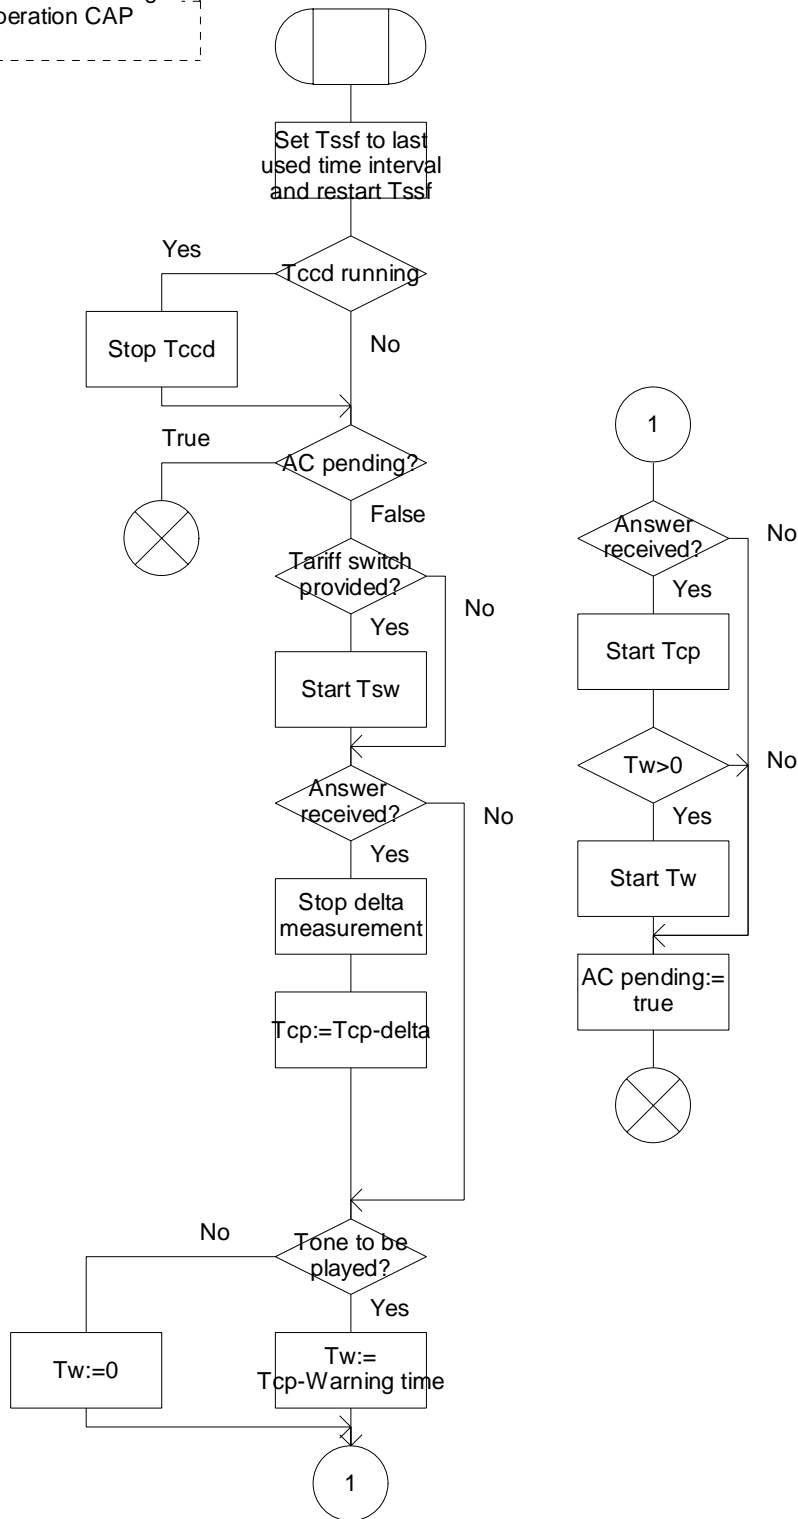 operation CAP
Set Tssf to last
used time interval
and restart Tssf
Yes
Tccd running
No
Stop Tccd
True
AC pending?
False
Tariff switch
provided?
No
Yes
Start Tsw
Answer
received?
No
Yes
Stop delta
measurement
Tcp:=Tcp-delta
No
Tone to be
played?
Yes
Tw:=0
Tw:=
Tcp-Warning time
1
1
Answer
received?
No
Yes
Start Tcp
Tw>0
No
Yes
Start Tw
AC pending:=
true